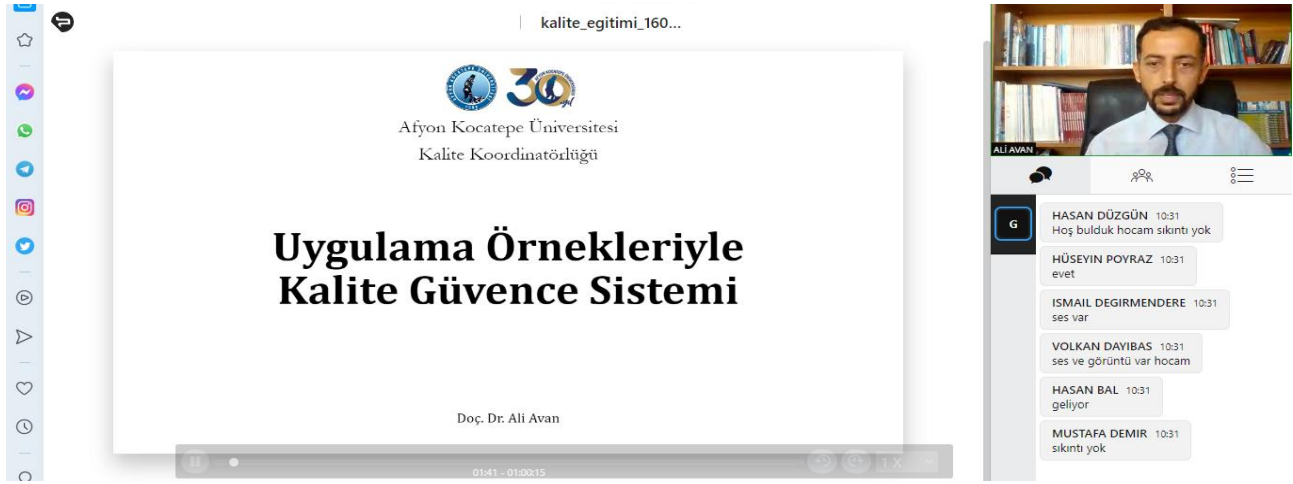 kalite_egitimi_160...
30
yıl
Afyon Kocatepe Üniversitesi
Kalite Koordinatörlüğü
Uygulama Örnekleriyle
Kalite Güvence Sistemi
Doç. Dr. Ali Avan
01:41 - 01:00:15
1 X
ALİ AVAN
G
HASAN DÜZGÜN 10:31
Hoş bulduk hocam sıkıntı yok
HÜSEYIN POYRAZ 10:31
evet
ISMAIL DEGIRMENDERE 10:31
ses var
VOLKAN DAYIBAS 10:31
ses ve görüntü var hocam
HASAN BAL 10:31
geliyor
MUSTAFA DEMIR 10:31
sıkıntı yok